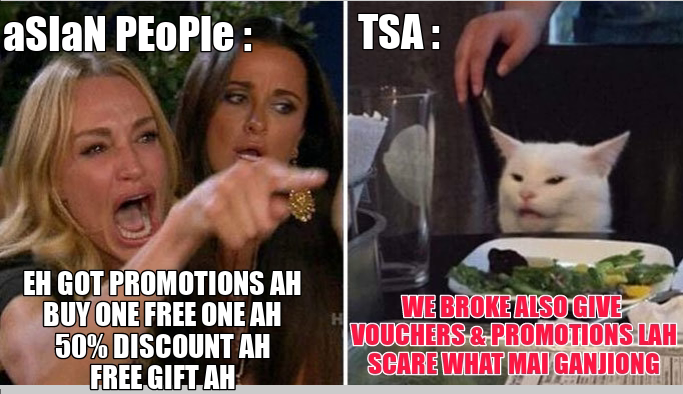 aSIaN PEoPle :
EH GOT PROMOTIONS AH
BUY ONE FREE ONE AH
50% DISCOUNT AH
FREE GIFT AH
TSA :
WE BROKE ALSO GIVE
VOUCHERS & PROMOTIONS LAH
SCARE WHAT MAI GANJIONG